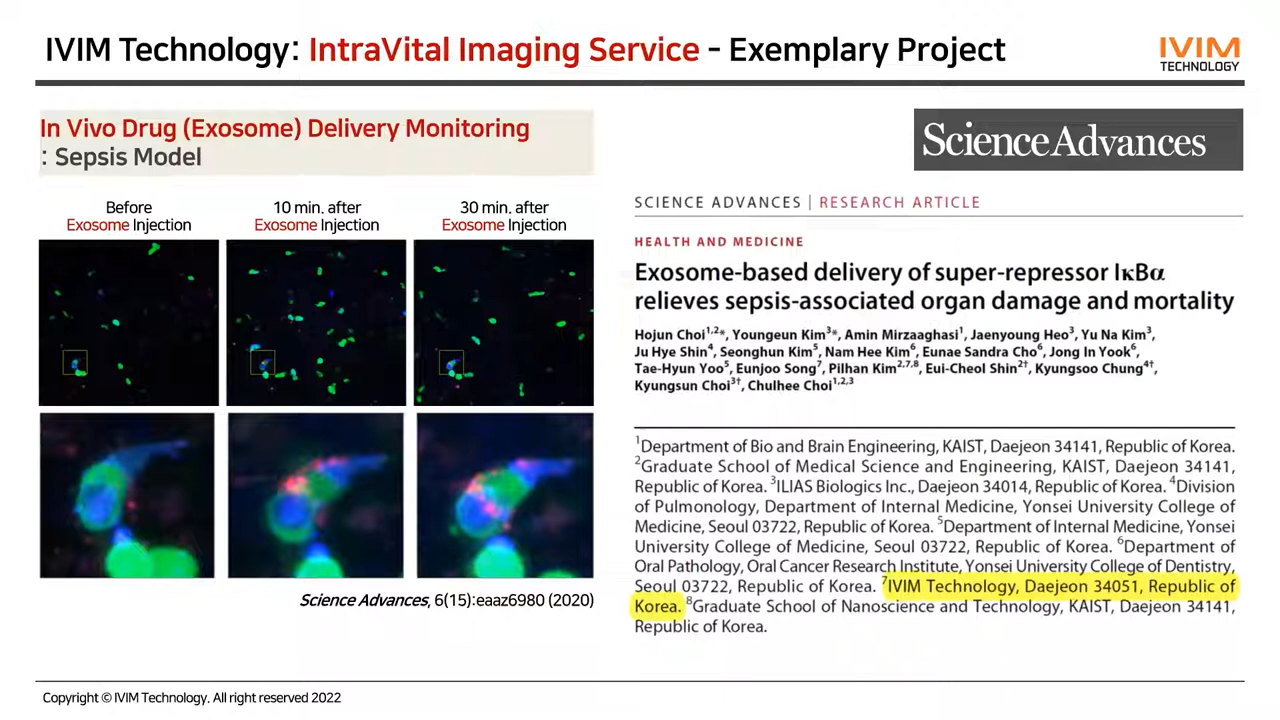 IVIM Technology: IntraVital Imaging Service - Exemplary Project
IVIM
TECHNOLOGY
In Vivo Drug (Exosome) Delivery Monitoring
: Sepsis Model
Before
Exosome Injection
10 min. after
Exosome Injection
30 min. after
Exosome Injection
Science Advances, 6(15):eaaz6980 (2020)
Science Advances
SCIENCE ADVANCES | RESEARCH ARTICLE
HEALTH AND MEDICINE
Exosome-based delivery of super-repressor IκBα
relieves sepsis-associated organ damage and mortality
Hojun Choi1,2*, Youngeun Kim3*, Amin Mirzaaghasi1, Jaenyoung Heo3, Yu Na Kim3,
Ju Hye Shin4, Seonghun Kim5, Nam Hee Kim6, Eunae Sandra Cho6, Jong In Yook6,
Tae-Hyun Yoo5, Eunjoo Song7, Pilhan Kim2,7,8, Eui-Cheol Shin2†, Kyungsoo Chung4†,
Kyungsun Choi3†, Chulhee Choi1,2,3
1Department of Bio and Brain Engineering, KAIST, Daejeon 34141, Republic of Korea.
2Graduate School of Medical Science and Engineering, KAIST, Daejeon 34141,
Republic of Korea. 3ILIAS Biologics Inc., Daejeon 34014, Republic of Korea. 4Division
of Pulmonology, Department of Internal Medicine, Yonsei University College of
Medicine, Seoul 03722, Republic of Korea. 5Department of Internal Medicine, Yonsei
University College of Medicine, Seoul 03722, Republic of Korea. 6Department of
Oral Pathology, Oral Cancer Research Institute, Yonsei University College of Dentistry,
Seoul 03722, Republic of Korea. 7IVIM Technology, Daejeon 34051, Republic of
Korea. 8Graduate School of Nanoscience and Technology, KAIST, Daejeon 34141,
Republic of Korea.
Copyright © IVIM Technology. All right reserved 2022